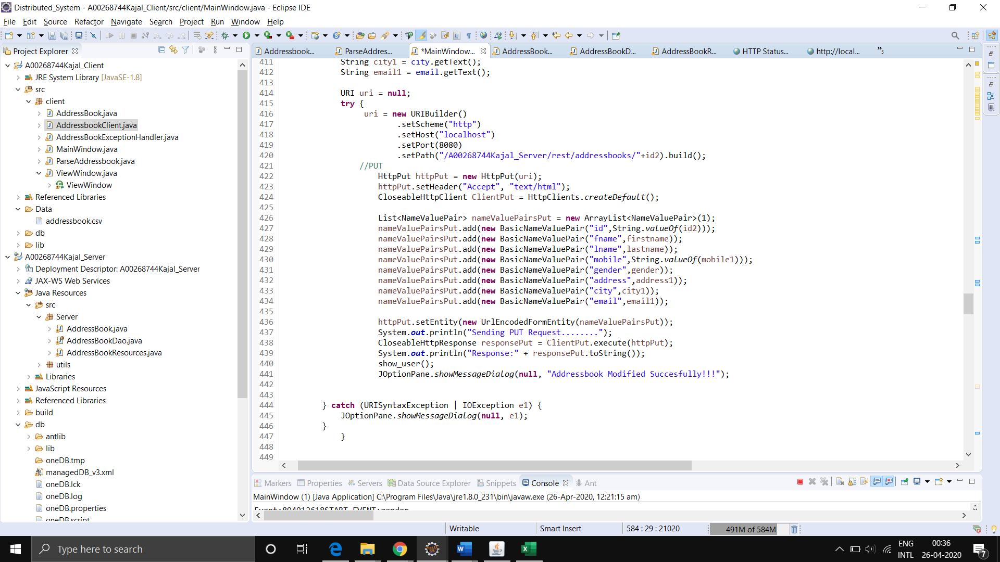 Distributed_System - A00268744Kajal_Client/src/client/MainWindow.java - Eclipse IDE
File Edit Source Refactor Navigate Search Project Run Window Help
Project Explorer
Addressbook... ParseAddres... *MainWindow... AddressBook... AddressBookD... AddressBookR... HTTP Status... http://local... »3
A00268744Kajal_Client
JRE System Library [JavaSE-1.8]
src
client
AddressBook.java
AddressbookClient.java
AddressBookExceptionHandler.java
MainWindow.java
ParseAddressbook.java
ViewWindow.java
ViewWindow
Referenced Libraries
Data
addressbook.csv
db
lib
A00268744Kajal_Server
Deployment Descriptor: A00268744Kajal_Server
JAX-WS Web Services
Java Resources
src
Server
AddressBook.java
AddressBookDao.java
AddressBookResources.java
utils
Libraries
JavaScript Resources
Referenced Libraries
build
db
antlib
lib
oneDB.tmp
managedDB_v3.xml
oneDB.lck
oneDB.log
oneDB.properties
oneDB.script
411 String city1 = city.getText();
412 String email1 = email.getText();
413
414 URI uri = null;
415 try {
416 uri = new URIBuilder()
417 .setScheme("http")
418 .setHost("localhost")
419 .setPort(8080)
420 .setPath("/A00268744Kajal_Server/rest/addressbooks/"+id2).build();
421 //PUT
422 HttpPut httpPut = new HttpPut(uri);
423 httpPut.setHeader("Accept", "text/html");
424 CloseableHttpClient ClientPut = HttpClients.createDefault();
425
426 List<NameValuePair> nameValuePairsPut = new ArrayList<NameValuePair>(1);
427 nameValuePairsPut.add(new BasicNameValuePair("id",String.valueOf(id2)));
428 nameValuePairsPut.add(new BasicNameValuePair("fname",firstname));
429 nameValuePairsPut.add(new BasicNameValuePair("lname",lastname));
430 nameValuePairsPut.add(new BasicNameValuePair("mobile",String.valueOf(mobile1)));
431 nameValuePairsPut.add(new BasicNameValuePair("gender",gender));
432 nameValuePairsPut.add(new BasicNameValuePair("address",address1));
433 nameValuePairsPut.add(new BasicNameValuePair("city",city1));
434 nameValuePairsPut.add(new BasicNameValuePair("email",email1));
435
436 httpPut.setEntity(new UrlEncodedFormEntity(nameValuePairsPut));
437 System.out.println("Sending PUT Request........");
438 CloseableHttpResponse responsePut = ClientPut.execute(httpPut);
439 System.out.println("Response:" + responsePut.toString());
440 show_user();
441 JOptionPane.showMessageDialog(null, "Addressbook Modified Succesfully!!!");
442
443
444 } catch (URISyntaxException | IOException e1) {
445 JOptionPane.showMessageDialog(null, e1);
446 }
447 }
448
449
Markers Properties Servers Data Source Explorer Snippets Console Ant
MainWindow (1) [Java Application] C:\Program Files\Java\jre1.8.0_231\bin\javaw.exe (26-Apr-2020, 12:21:15 am)
Writable Smart Insert 584 : 29 : 21020 491M of 584M
Type here to search
ENG 00:36
INTL 26-04-2020 7